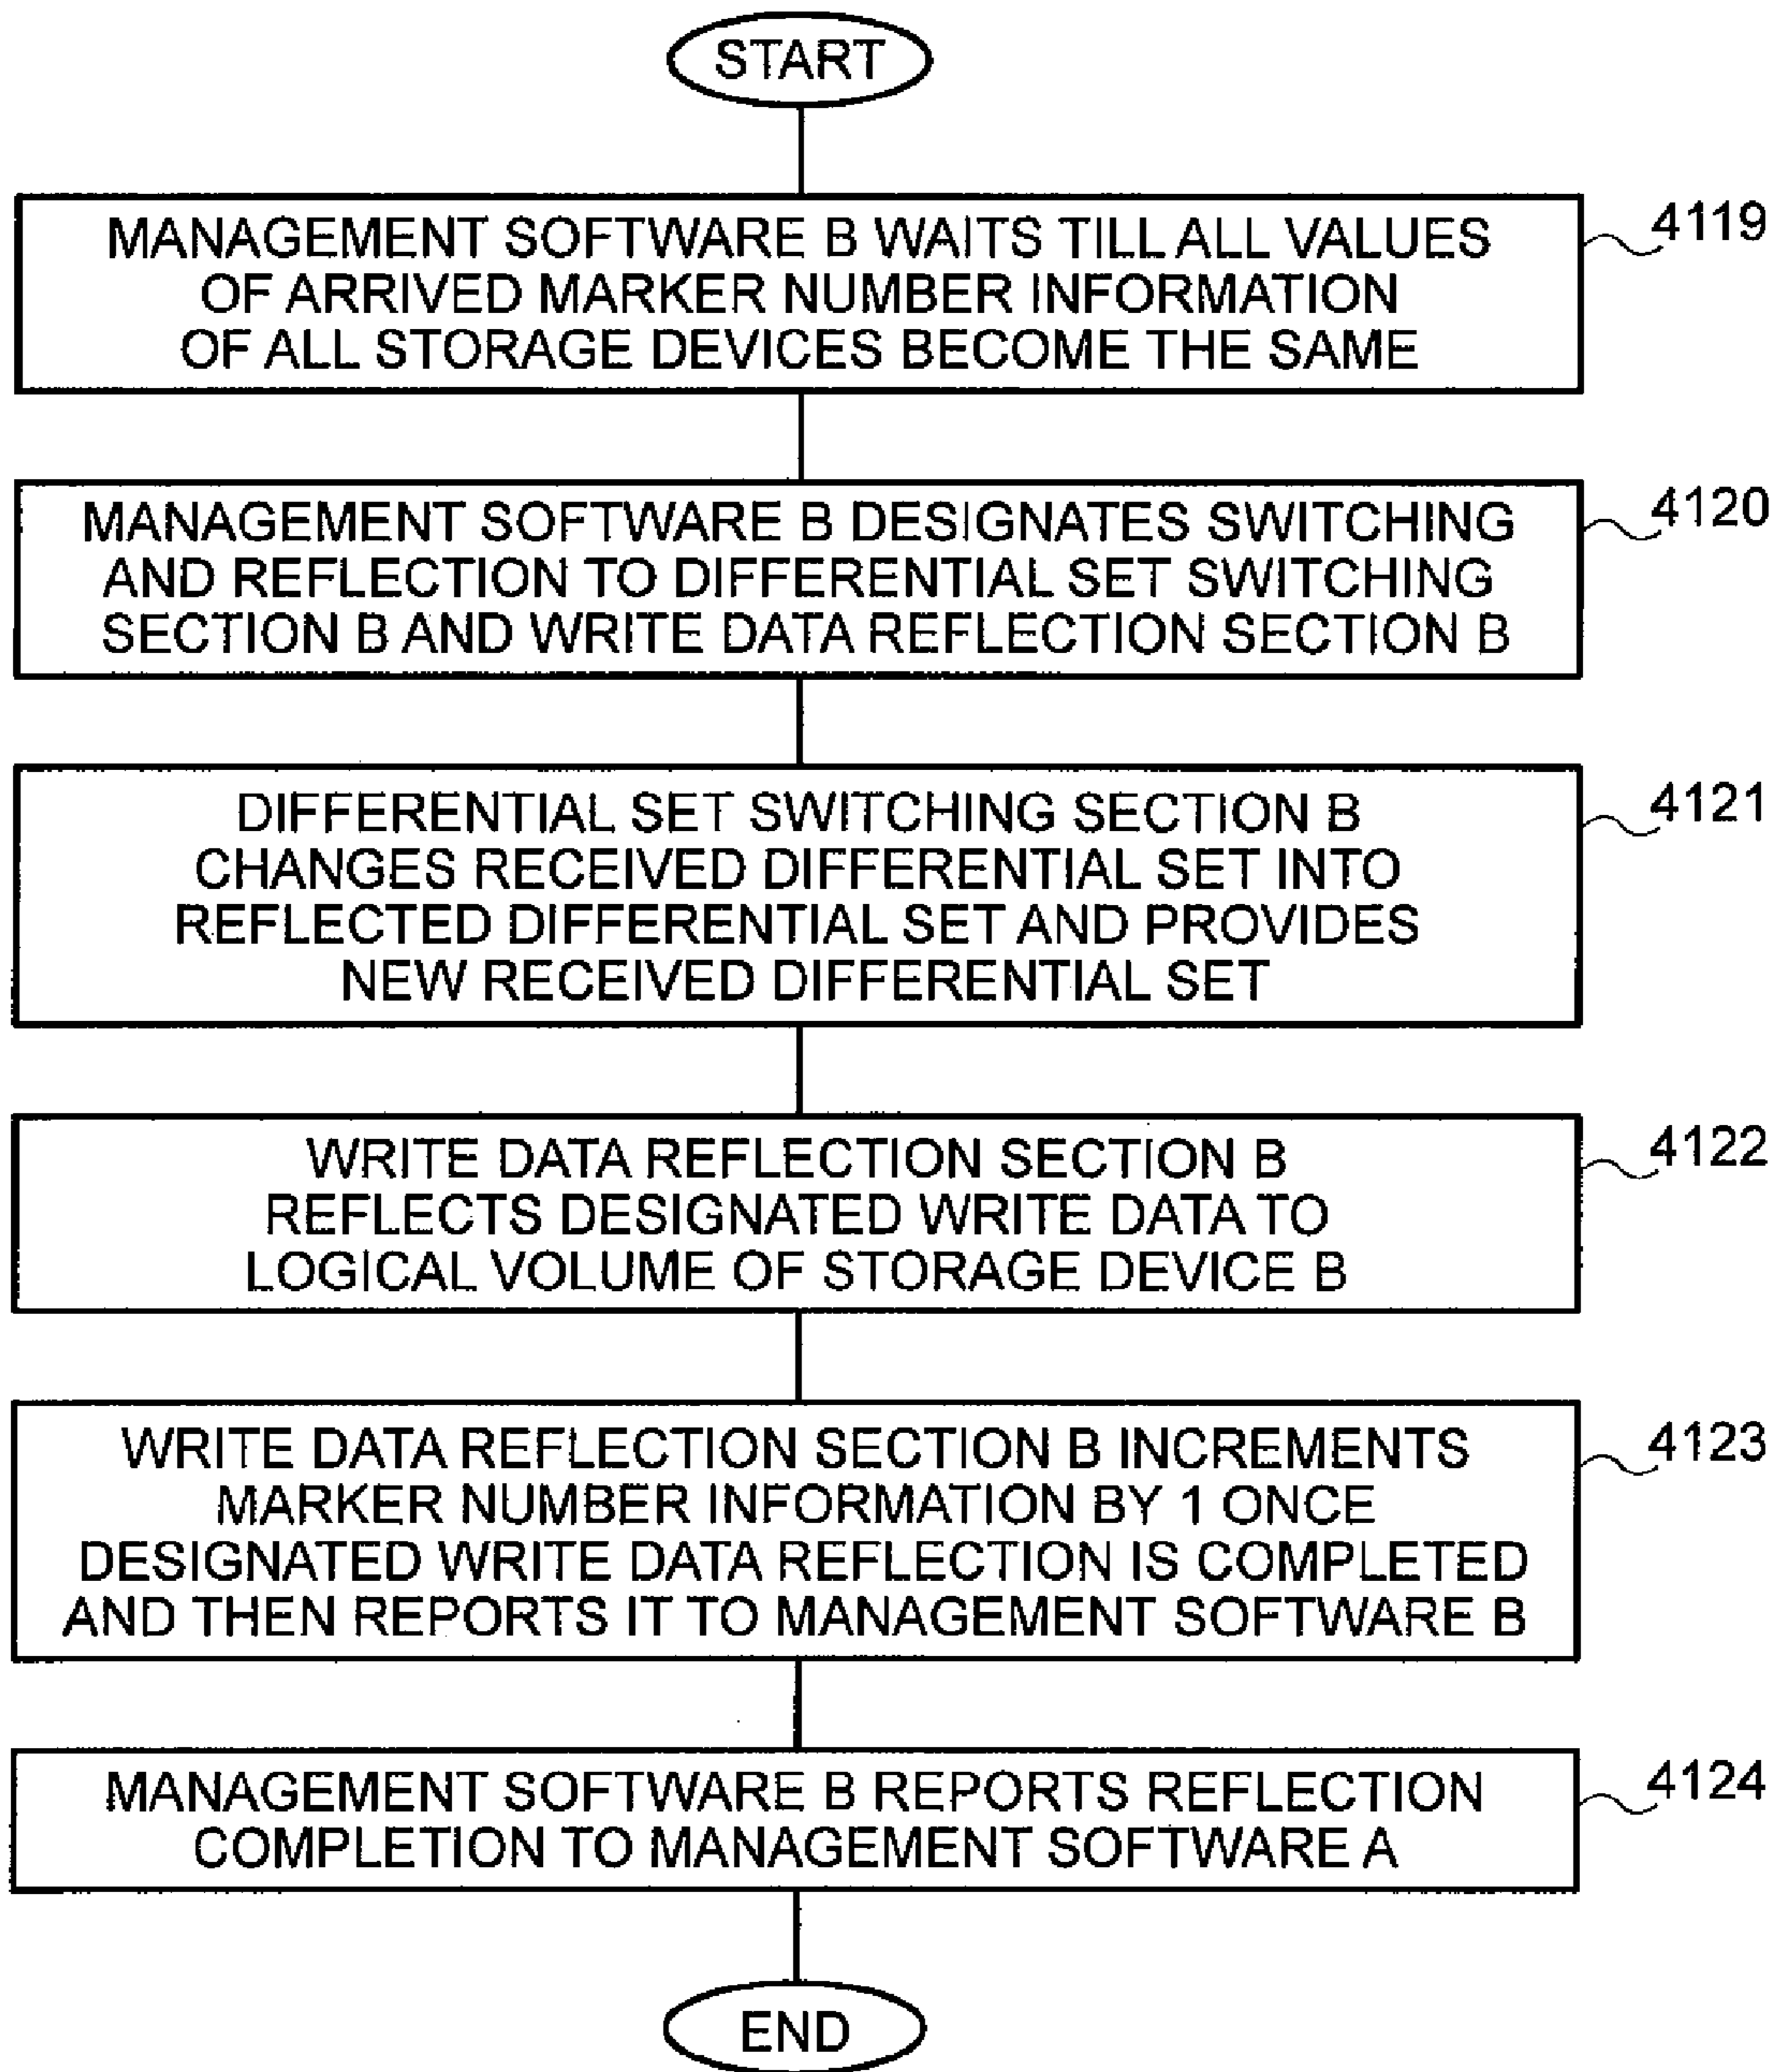 START
MANAGEMENT SOFTWARE B WAITS TILL ALL VALUES
OF ARRIVED MARKER NUMBER INFORMATION
OF ALL STORAGE DEVICES BECOME THE SAME
4119
MANAGEMENT SOFTWARE B DESIGNATES SWITCHING
AND REFLECTION TO DIFFERENTIAL SET SWITCHING
SECTION B AND WRITE DATA REFLECTION SECTION B
4120
DIFFERENTIAL SET SWITCHING SECTION B
CHANGES RECEIVED DIFFERENTIAL SET INTO
REFLECTED DIFFERENTIAL SET AND PROVIDES
NEW RECEIVED DIFFERENTIAL SET
4121
WRITE DATA REFLECTION SECTION B
REFLECTS DESIGNATED WRITE DATA TO
LOGICAL VOLUME OF STORAGE DEVICE B
4122
WRITE DATA REFLECTION SECTION B INCREMENTS
MARKER NUMBER INFORMATION BY 1 ONCE
DESIGNATED WRITE DATA REFLECTION IS COMPLETED
AND THEN REPORTS IT TO MANAGEMENT SOFTWARE B
4123
MANAGEMENT SOFTWARE B REPORTS REFLECTION
COMPLETION TO MANAGEMENT SOFTWARE A
4124
END